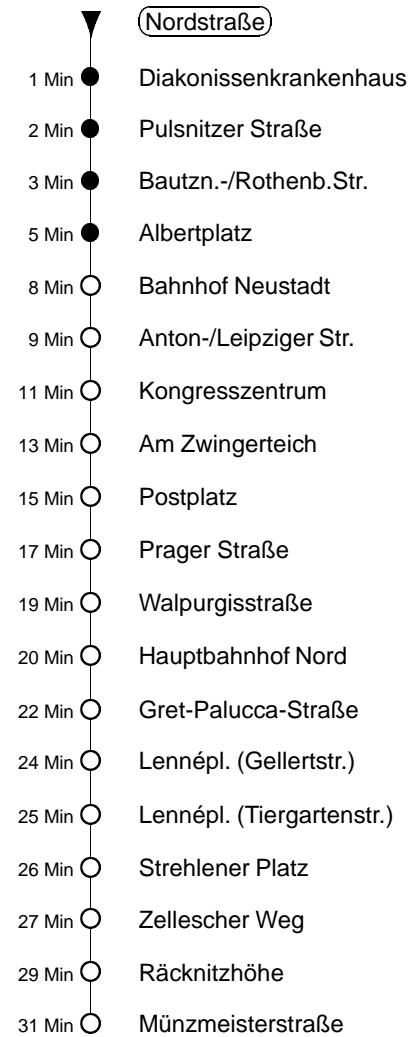 Nordstraße
1 Min Diakonissenkrankenhaus
2 Min Pulsnitzer Straße
3 Min Bautzn.-/Rothenb.Str.
5 Min Albertplatz
8 Min Bahnhof Neustadt
9 Min Anton-/Leipziger Str.
11 Min Kongresszentrum
13 Min Am Zwingerteich
15 Min Postplatz
17 Min Prager Straße
19 Min Walpurgisstraße
20 Min Hauptbahnhof Nord
22 Min Gret-Palucca-Straße
24 Min Lennépl. (Gellertstr.)
25 Min Lennépl. (Tiergartenstr.)
26 Min Strehlener Platz
27 Min Zellescher Weg
29 Min Räcknitzhöhe
31 Min Münzmeisterstraße